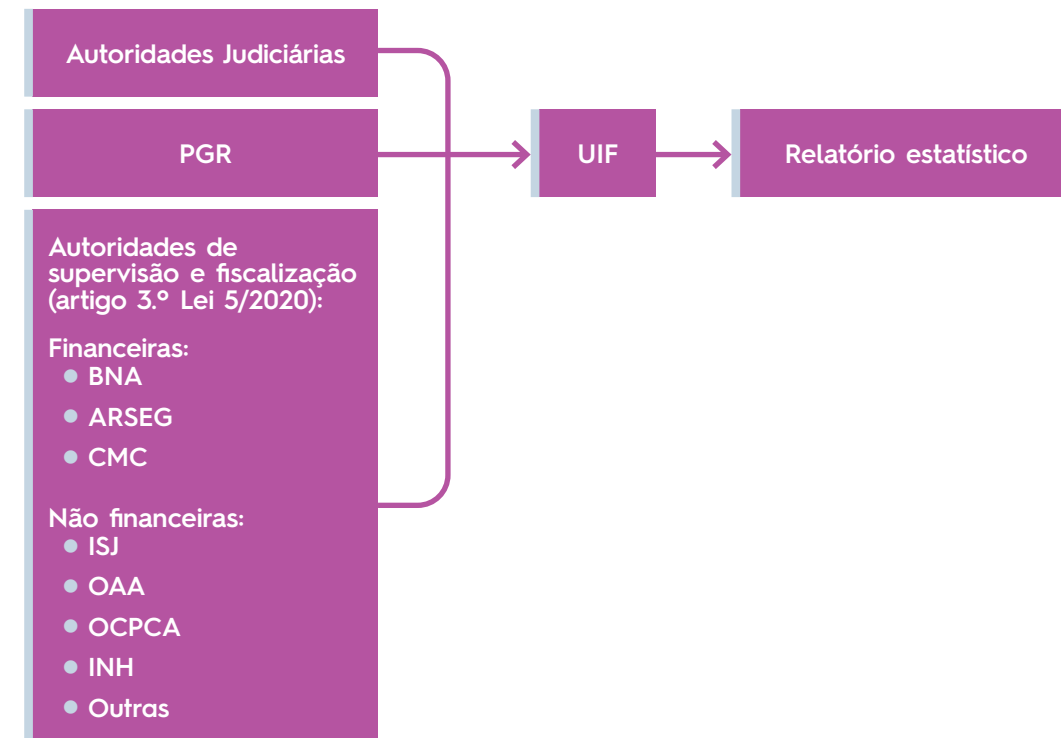 Autoridades Judiciárias
PGR
UIF
Relatório estatístico
Autoridades de
supervisão e fiscalização
(artigo 3.º Lei 5/2020):
Financeiras:
BNA
ARSEG
CMC
Não financeiras:
ISJ
OAA
OCPCA
INH
Outras